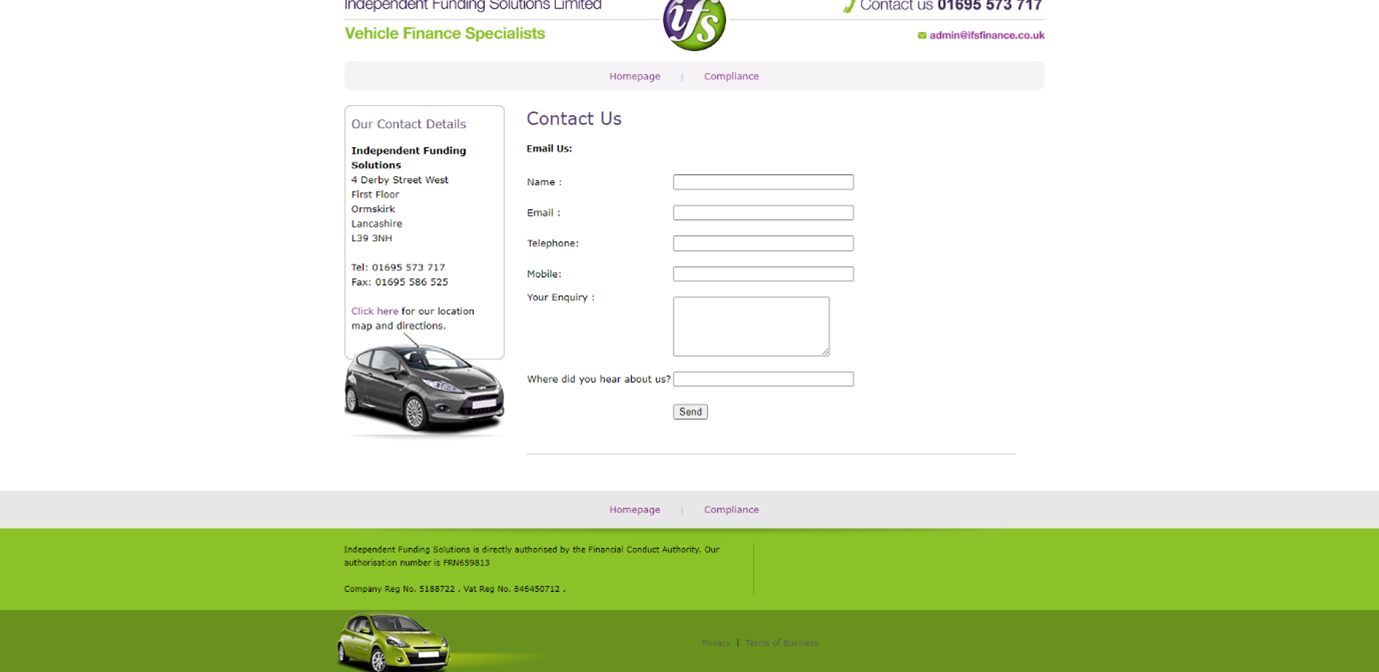 Independent Funding Solutions Limited
Contact us 01695 573 717
ifs
Vehicle Finance Specialists
admin@ifsfinance.co.uk
Homepage | Compliance
Our Contact Details
Independent Funding
Solutions
4 Derby Street West
First Floor
Ormskirk
Lancashire
L39 3NH
Tel: 01695 573 717
Fax: 01695 586 525
Click here for our location
map and directions.
Contact Us
Email Us:
Name :
Email :
Telephone:
Mobile:
Your Enquiry :
Where did you hear about us?
Send
Homepage | Compliance
Independent Funding Solutions is directly authorised by the Financial Conduct Authority. Our
authorisation number is FRN659813
Company Reg No. 5188722 . Vat Reg No. 846450712 .
Privacy | Terms of Business